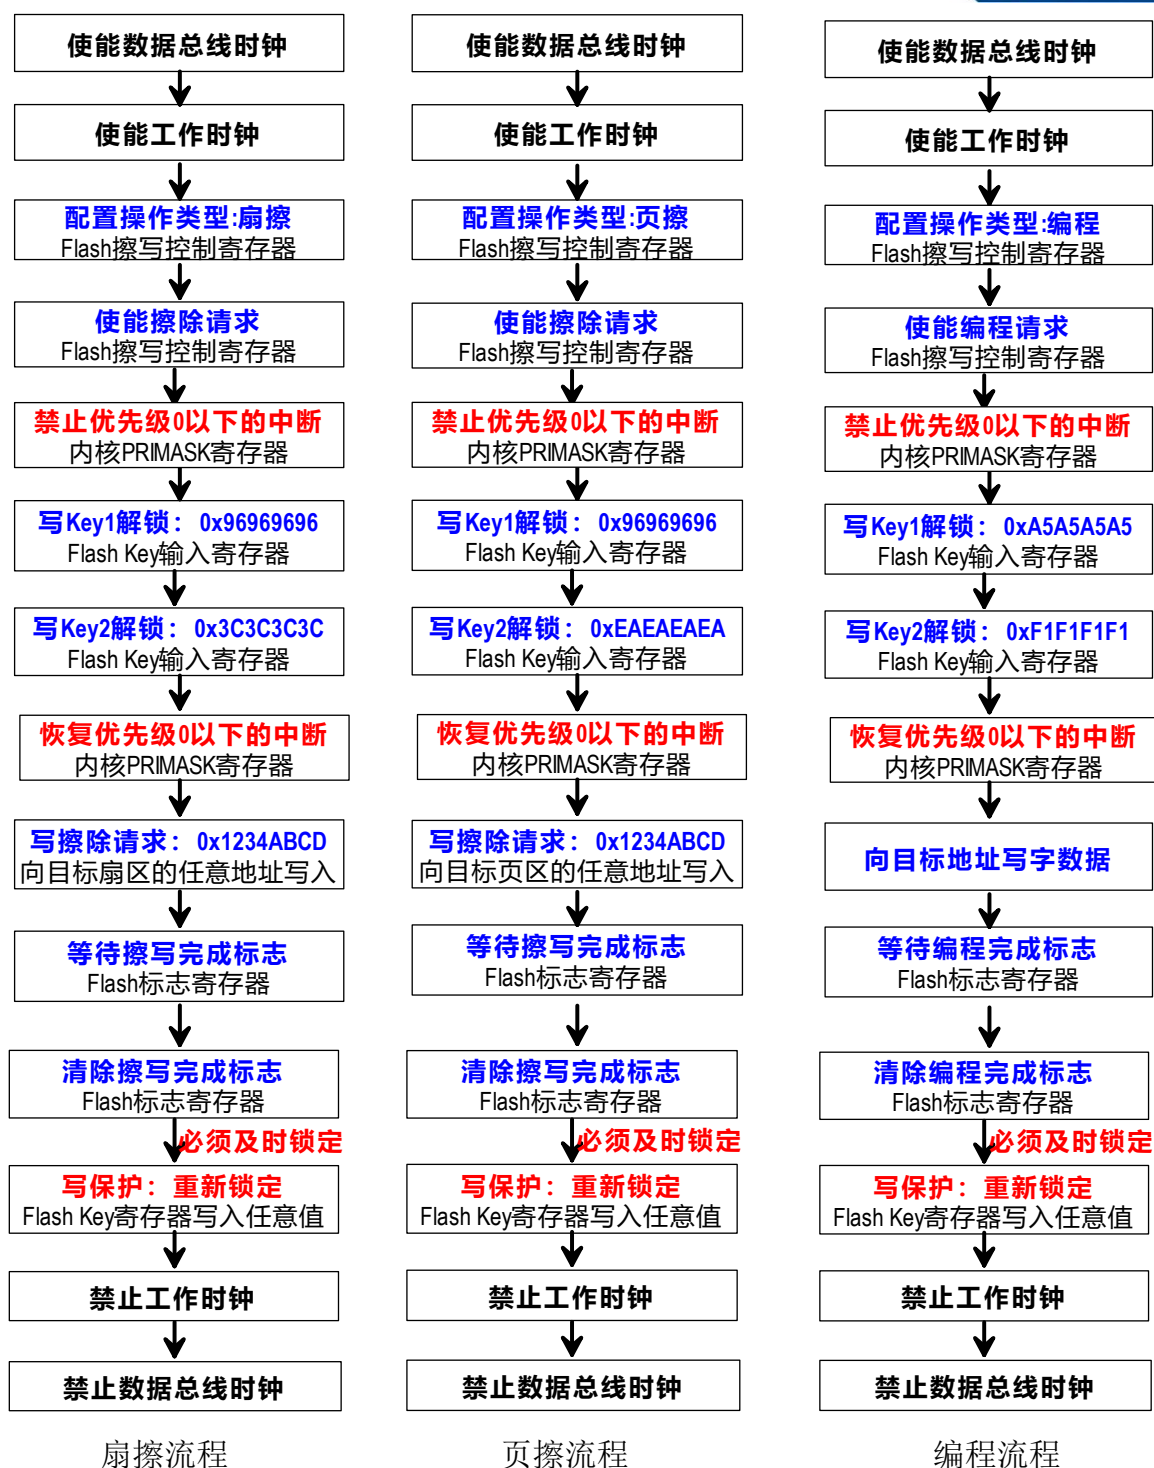 使能数据总线时钟
使能工作时钟
配置操作类型:扇擦
Flash擦写控制寄存器
使能擦除请求
Flash擦写控制寄存器
禁止优先级0以下的中断
内核PRIMASK寄存器
写Key1解锁：0x96969696
Flash Key输入寄存器
写Key2解锁：0x3C3C3C3C
Flash Key输入寄存器
恢复优先级0以下的中断
内核PRIMASK寄存器
写擦除请求：0x1234ABCD
向目标扇区的任意地址写入
等待擦写完成标志
Flash标志寄存器
清除擦写完成标志
Flash标志寄存器
必须及时锁定
写保护：重新锁定
Flash Key寄存器写入任意值
禁止工作时钟
禁止数据总线时钟
扇擦流程
使能数据总线时钟
使能工作时钟
配置操作类型:页擦
Flash擦写控制寄存器
使能擦除请求
Flash擦写控制寄存器
禁止优先级0以下的中断
内核PRIMASK寄存器
写Key1解锁：0x96969696
Flash Key输入寄存器
写Key2解锁：0xEAEAEAEA
Flash Key输入寄存器
恢复优先级0以下的中断
内核PRIMASK寄存器
写擦除请求：0x1234ABCD
向目标页区的任意地址写入
等待擦写完成标志
Flash标志寄存器
清除擦写完成标志
Flash标志寄存器
必须及时锁定
写保护：重新锁定
Flash Key寄存器写入任意值
禁止工作时钟
禁止数据总线时钟
页擦流程
使能数据总线时钟
使能工作时钟
配置操作类型:编程
Flash擦写控制寄存器
使能编程请求
Flash擦写控制寄存器
禁止优先级0以下的中断
内核PRIMASK寄存器
写Key1解锁：0xA5A5A5A5
Flash Key输入寄存器
写Key2解锁：0xF1F1F1F1
Flash Key输入寄存器
恢复优先级0以下的中断
内核PRIMASK寄存器
向目标地址写字数据
等待编程完成标志
Flash标志寄存器
清除编程完成标志
Flash标志寄存器
必须及时锁定
写保护：重新锁定
Flash Key寄存器写入任意值
禁止工作时钟
禁止数据总线时钟
编程流程